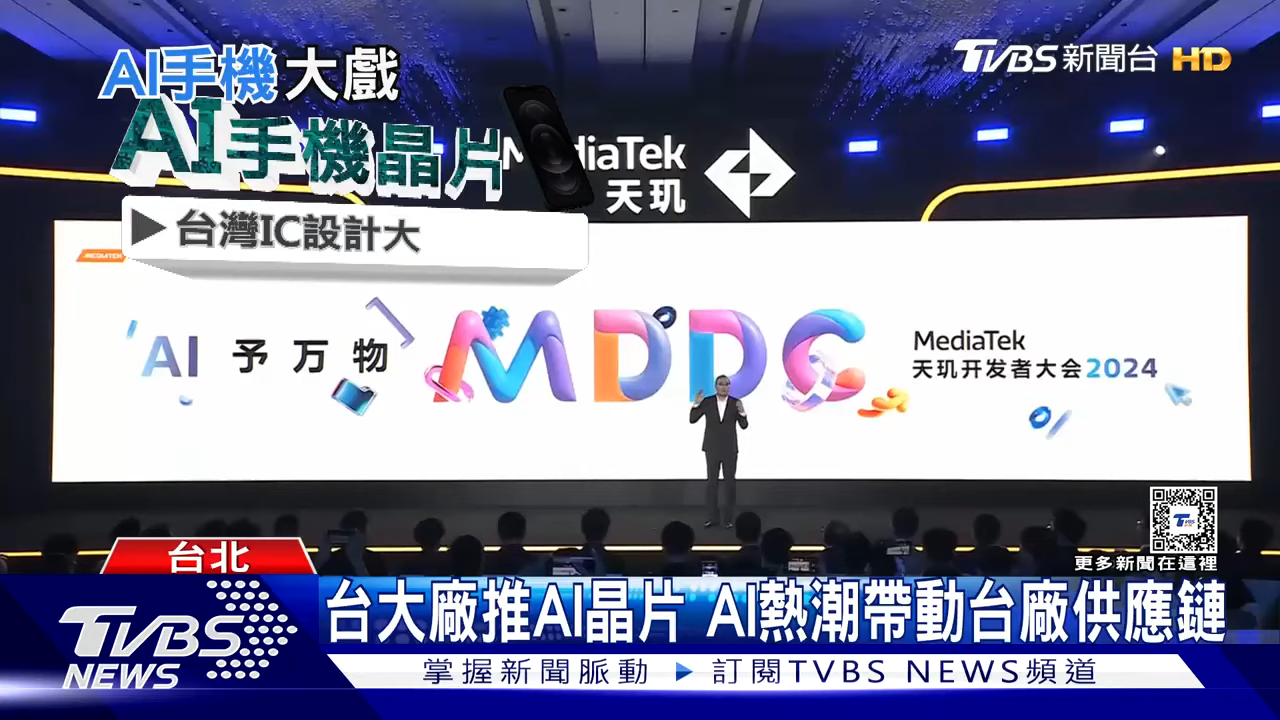 AI手機大戲
TVBS新聞台 HD
AI手機晶片
MediaTek
天玑
▶台灣IC設計大
MEDIATEK
AI 予万物
MDDC
MediaTek
天玑开发者大会2024
TVBS
更多新聞在這裡
台北
台大廠推AI晶片 AI熱潮帶動台廠供應鏈
TVBS NEWS
掌握新聞脈動 ▶ 訂閱TVBS NEWS頻道